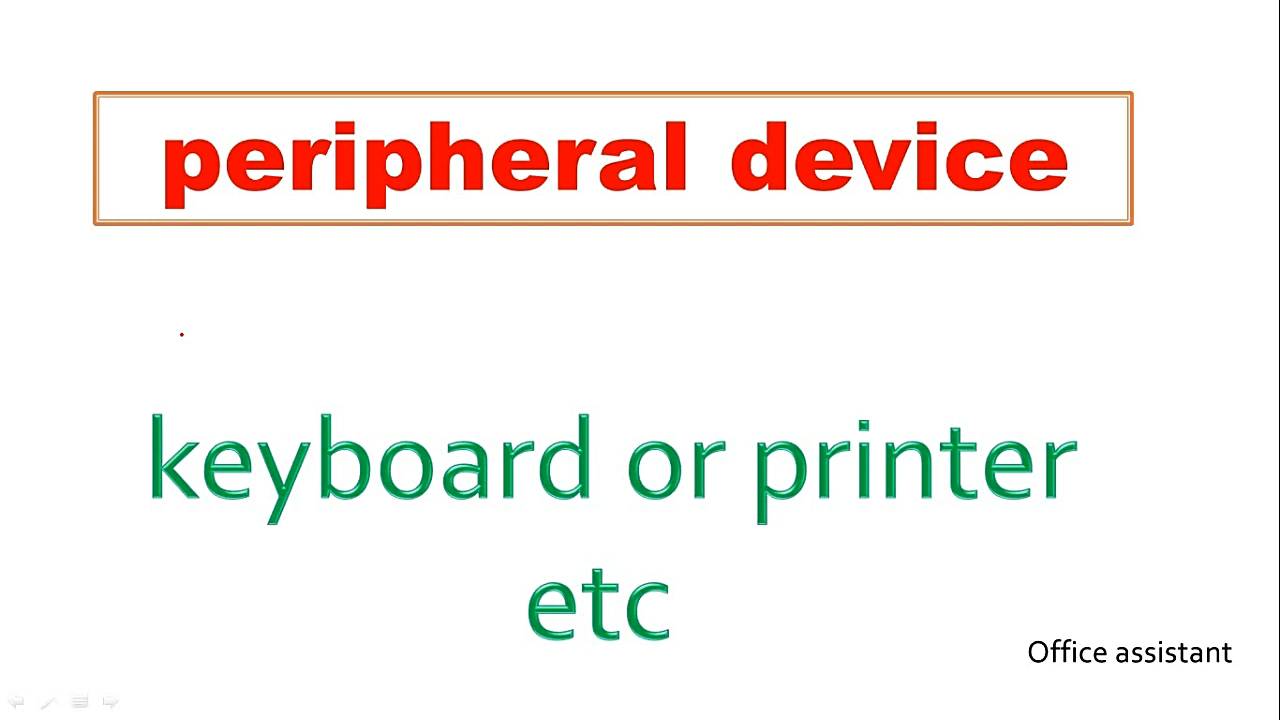 peripheral device
keyboard or printer
etc
Office assistant